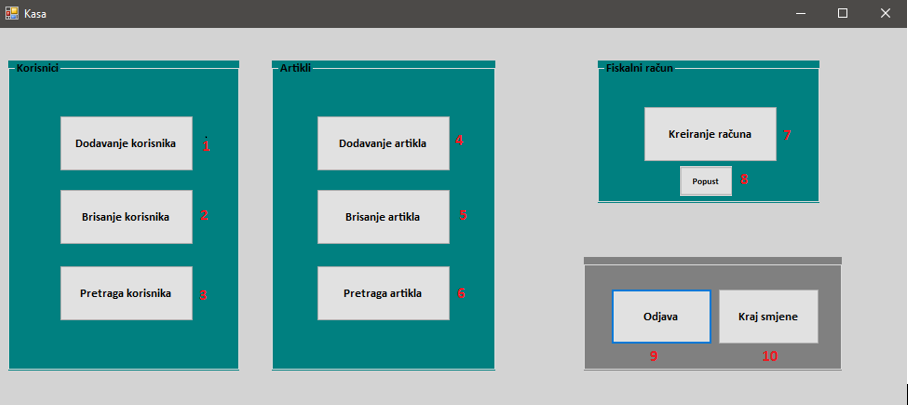 Kasa
Korisnici
Dodavanje korisnika 1
Brisanje korisnika 2
Pretraga korisnika 3
Artikli
Dodavanje artikla 4
Brisanje artikla 5
Pretraga artikla 6
Fiskalni račun
Kreiranje računa 7
Popust 8
Odjava Kraj smjene
9 10